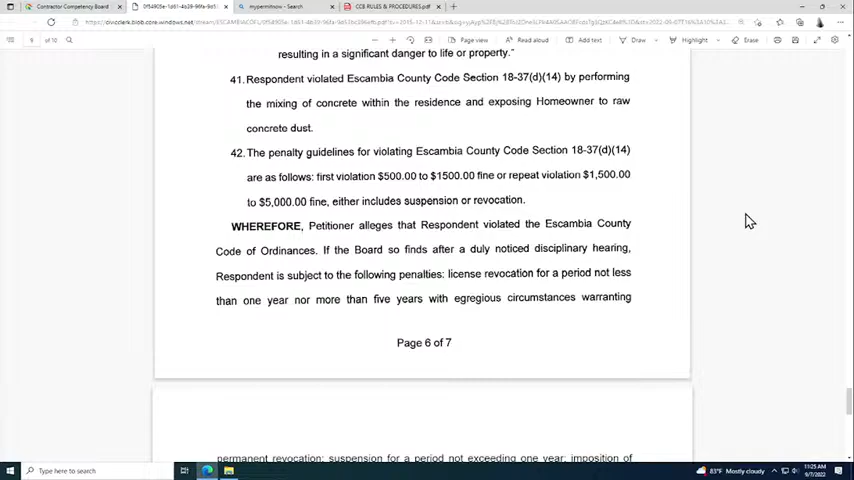 Contractor Competency Board
mypermitnow - Search
CCB RULES & PROCEDURES.pdf
9 of 10
Page view
Read aloud
Add text
Draw
Highlight
Erase
resulting in a significant danger to life or property."
41. Respondent violated Escambia County Code Section 18-37(d)(14) by performing
the mixing of concrete within the residence and exposing Homeowner to raw
concrete dust.
42. The penalty guidelines for violating Escambia County Code Section 18-37(d)(14)
are as follows: first violation $500.00 to $1500.00 fine or repeat violation $1,500.00
to $5,000.00 fine, either includes suspension or revocation.
WHEREFORE, Petitioner alleges that Respondent violated the Escambia County
Code of Ordinances. If the Board so finds after a duly noticed disciplinary hearing,
Respondent is subject to the following penalties: license revocation for a period not less
than one year nor more than five years with egregious circumstances warranting
Page 6 of 7
permanent revocation; suspension for a period not exceeding one year; imposition of
Type here to search
83°F Mostly cloudy
11:25 AM
9/7/2022